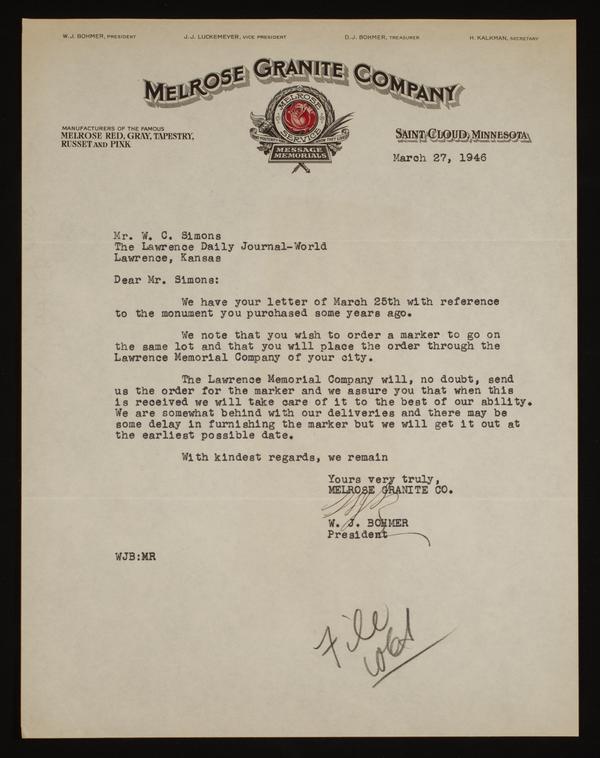 W. J. BOHMER, PRESIDENT
J. J. LUCKEMEYER, VICE PRESIDENT
D. J. BOHMER, TREASURER
H. KALKMAN, SECRETARY
MELROSE GRANITE COMPANY
MELROSE
SERVICE
MESSAGE
MEMORIALS
MANUFACTURERS OF THE FAMOUS
MELROSE RED, GRAY, TAPESTRY,
RUSSET AND PINK
SAINT CLOUD, MINNESOTA
March 27, 1946
Mr. W. C. Simons
The Lawrence Daily Journal-World
Lawrence, Kansas
Dear Mr. Simons:
We have your letter of March 25th with reference
to the monument you purchased some years ago.
We note that you wish to order a marker to go on
the same lot and that you will place the order through the
Lawrence Memorial Company of your city.
The Lawrence Memorial Company will, no doubt, send
us the order for the marker and we assure you that when this
is received we will take care of it to the best of our ability.
We are somewhat behind with our deliveries and there may be
some delay in furnishing the marker but we will get it out at
the earliest possible date.
With kindest regards, we remain
Yours very truly,
MELROSE GRANITE CO.
W. J. BOHMER
President
WJB:MR
File